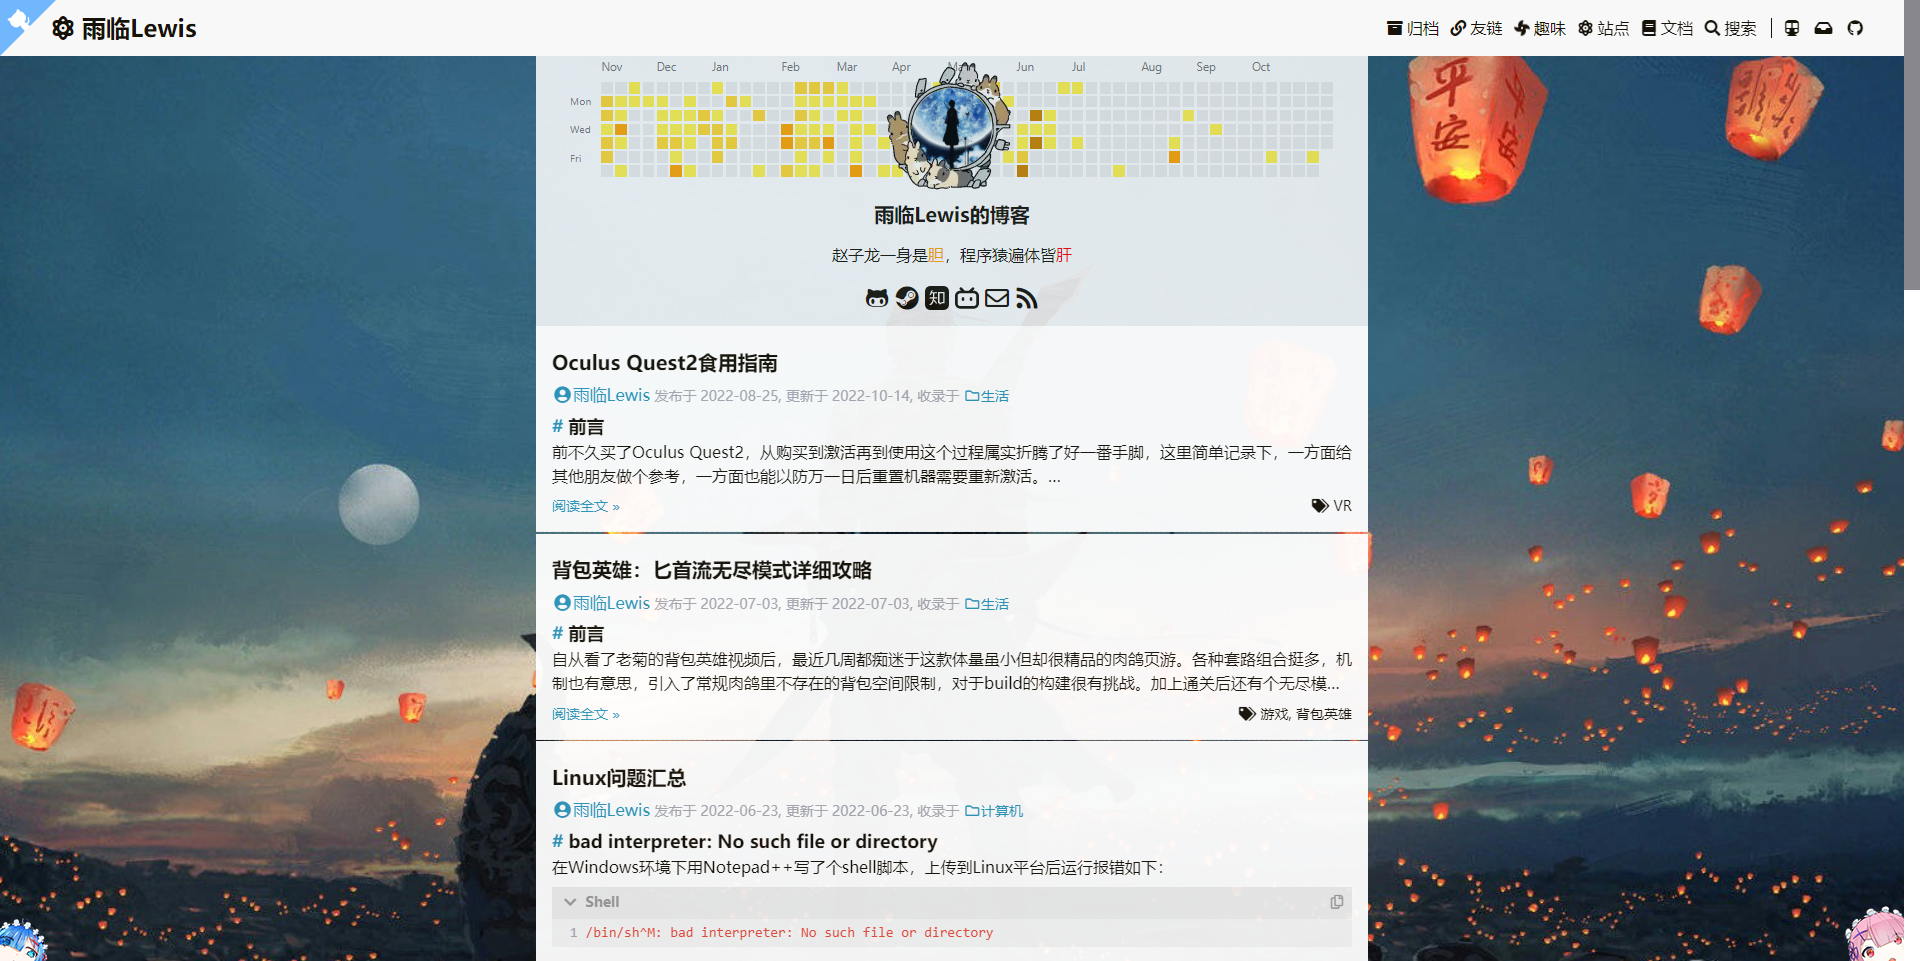 雨临Lewis
归档 友链 趣味 站点 文档 搜索
Nov Dec Jan Feb Mar Apr Jun Jul Aug Sep Oct
Mon
Wed
Fri
雨临Lewis的博客
赵子龙一身是胆，程序猿遍体皆肝
知
Oculus Quest2食用指南
雨临Lewis 发布于 2022-08-25, 更新于 2022-10-14, 收录于 生活
# 前言
前不久买了Oculus Quest2，从购买到激活再到使用这个过程属实折腾了好一番手脚，这里简单记录下，一方面给
其他朋友做个参考，一方面也能以防万一日后重置机器需要重新激活。...
阅读全文 »
VR
背包英雄：匕首流无尽模式详细攻略
雨临Lewis 发布于 2022-07-03, 更新于 2022-07-03, 收录于 生活
# 前言
自从看了老菊的背包英雄视频后，最近几周都痴迷于这款体量虽小但却很精品的肉鸽页游。各种套路组合挺多，机
制也有意思，引入了常规肉鸽里不存在的背包空间限制，对于build的构建很有挑战。加上通关后还有个无尽模...
阅读全文 »
游戏, 背包英雄
Linux问题汇总
雨临Lewis 发布于 2022-06-23, 更新于 2022-06-23, 收录于 计算机
# bad interpreter: No such file or directory
在Windows环境下用Notepad++写了个shell脚本，上传到Linux平台后运行报错如下：
Shell
1 /bin/sh^M: bad interpreter: No such file or directory
平安